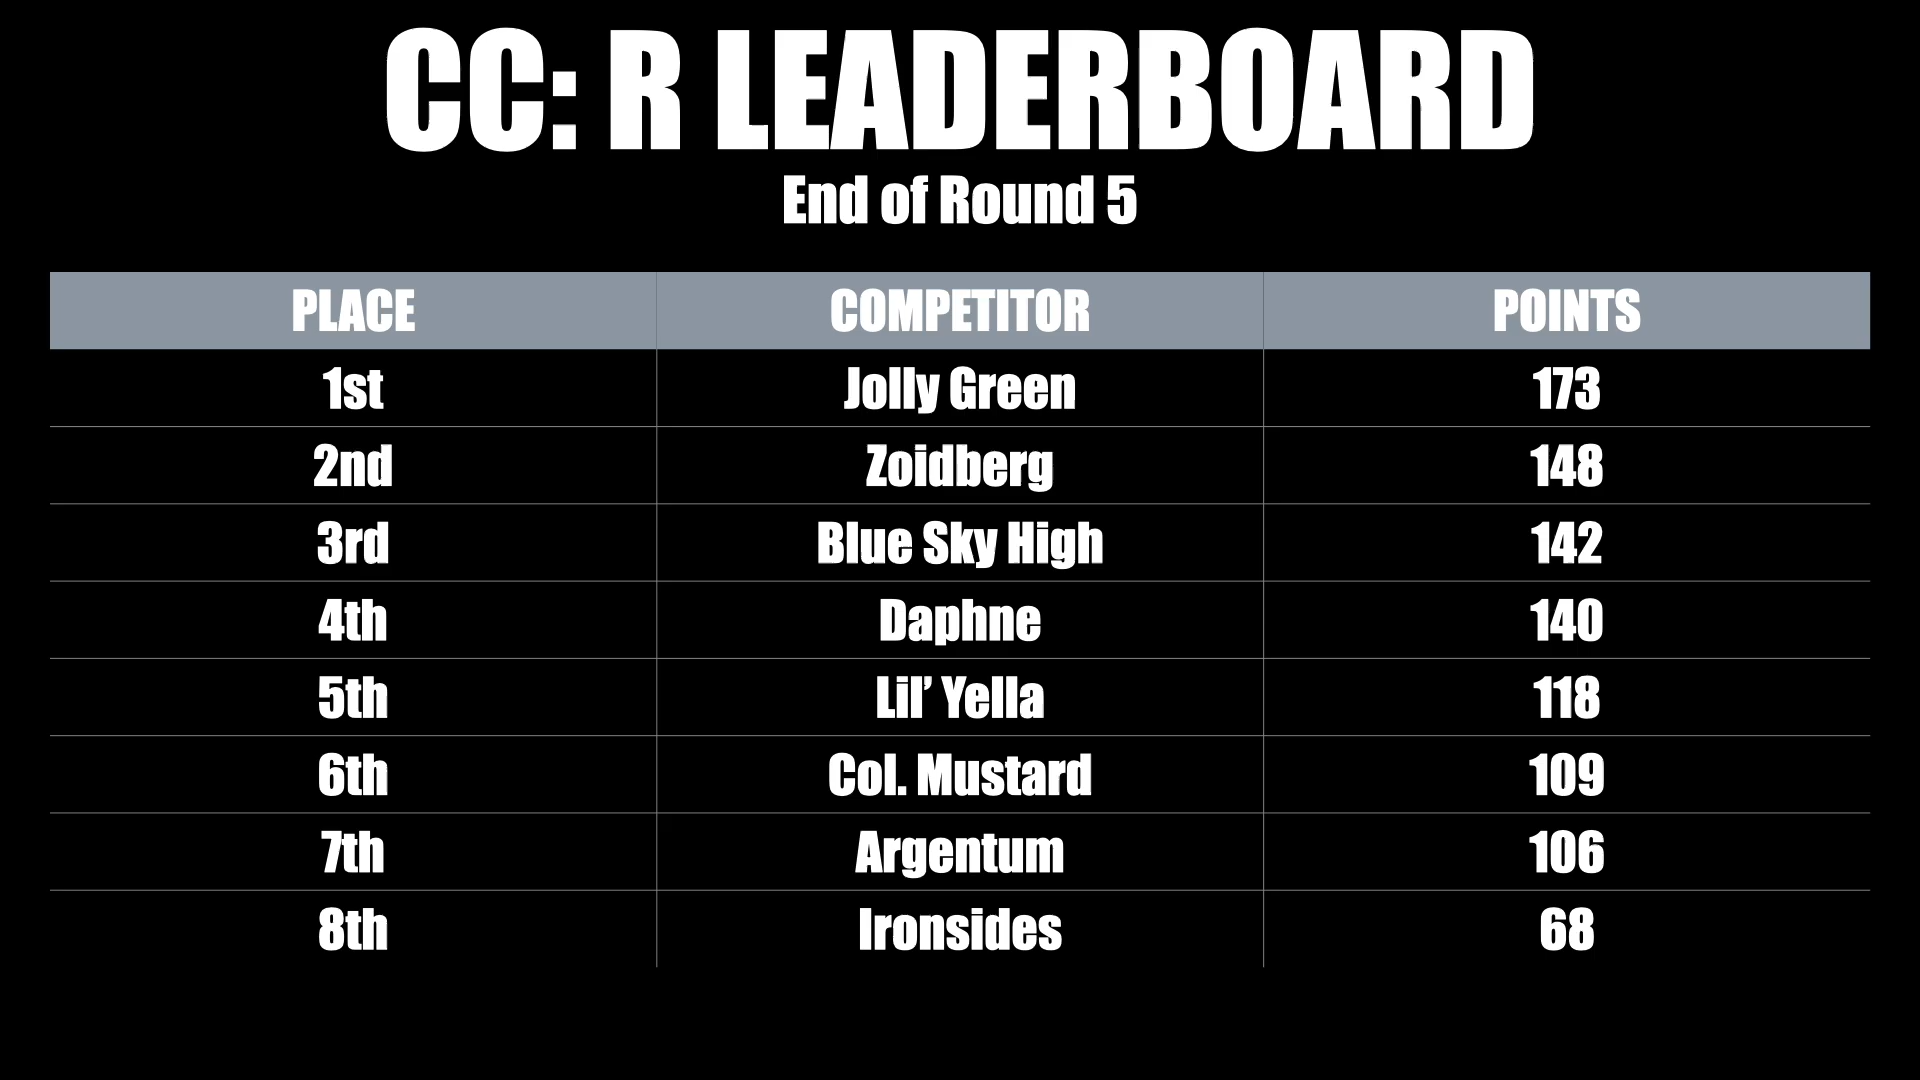 CC: R LEADERBOARD
End of Round 5
PLACE COMPETITOR POINTS
1st Jolly Green 173
2nd Zoidberg 148
3rd Blue Sky High 142
4th Daphne 140
5th Lil’ Yella 118
6th Col. Mustard 109
7th Argentum 106
8th Ironsides 68